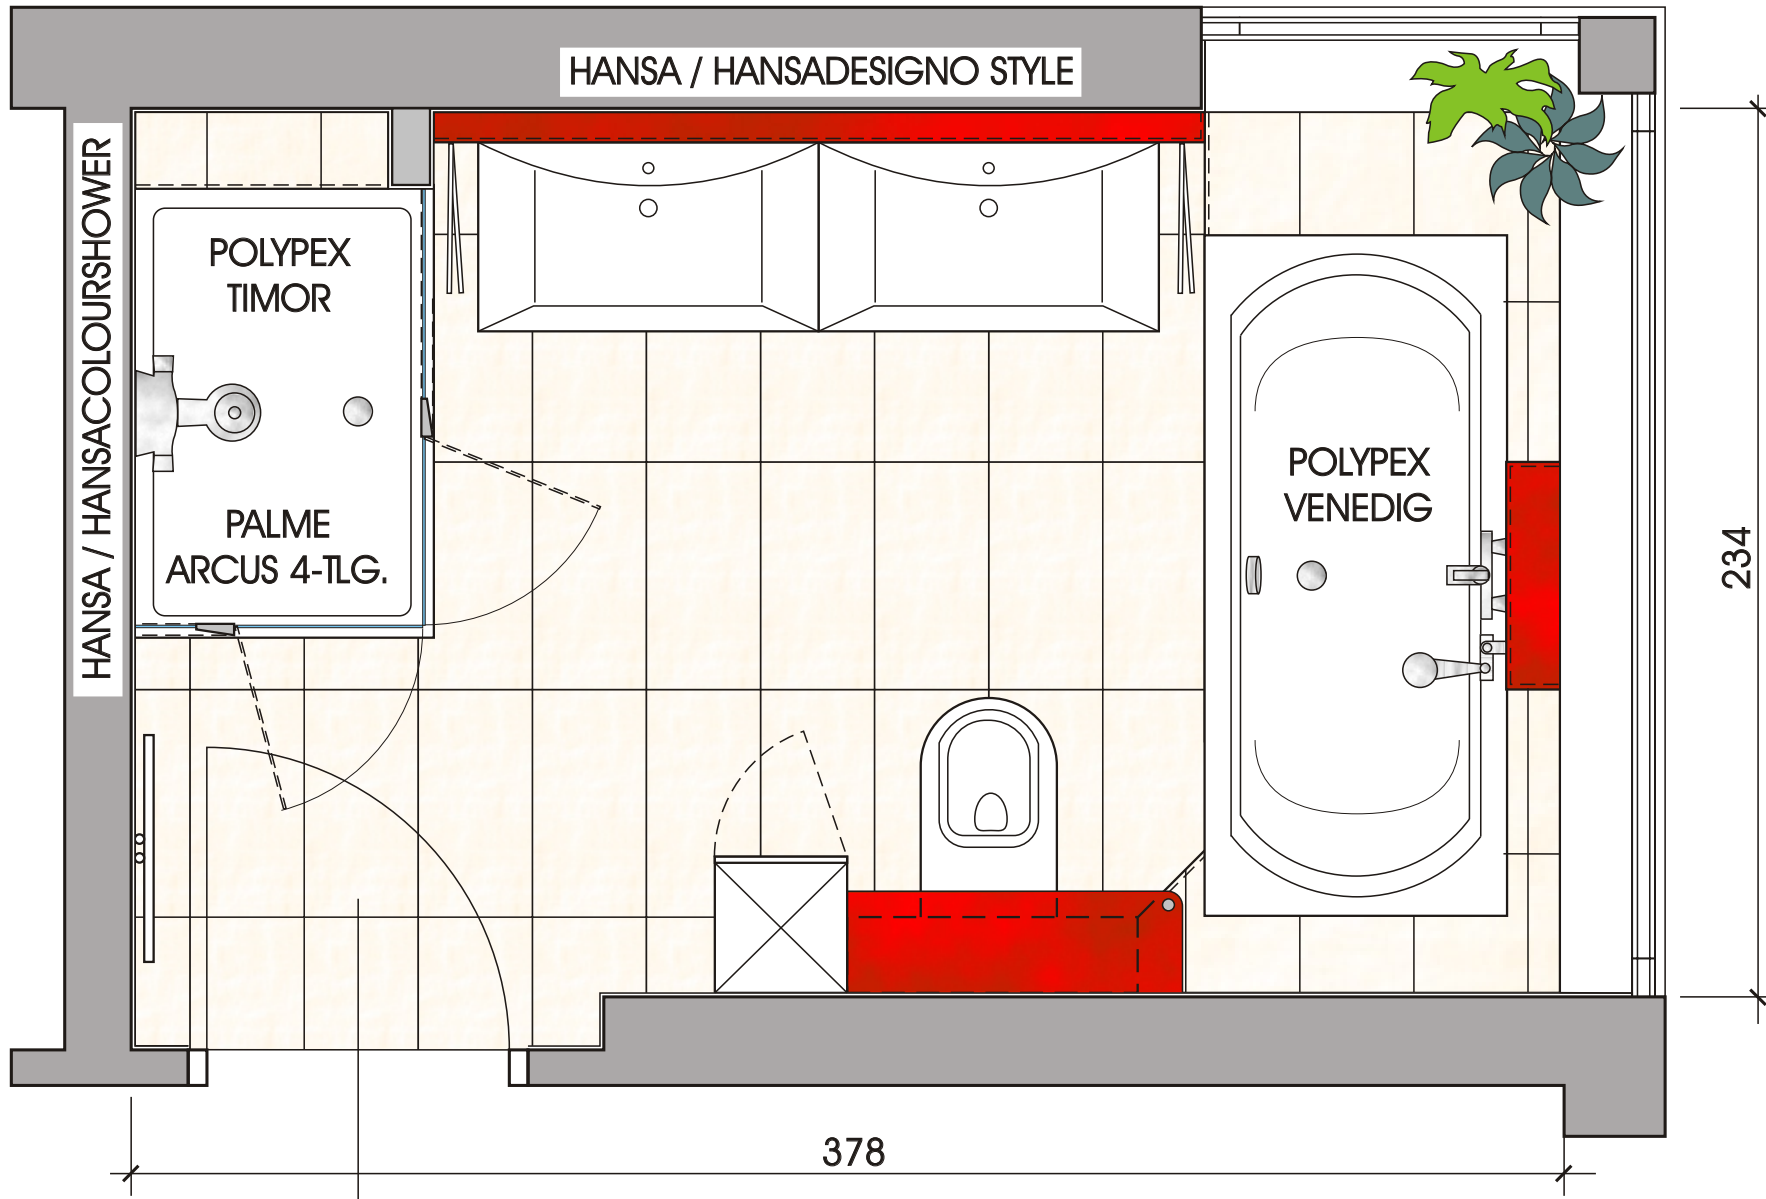 HANSA / HANSADESIGNO STYLE
HANSA / HANSACOLOURSHOWER
POLYPEX
TIMOR
PALME
ARCUS 4-TLG.
POLYPEX
VENEDIG
234
378